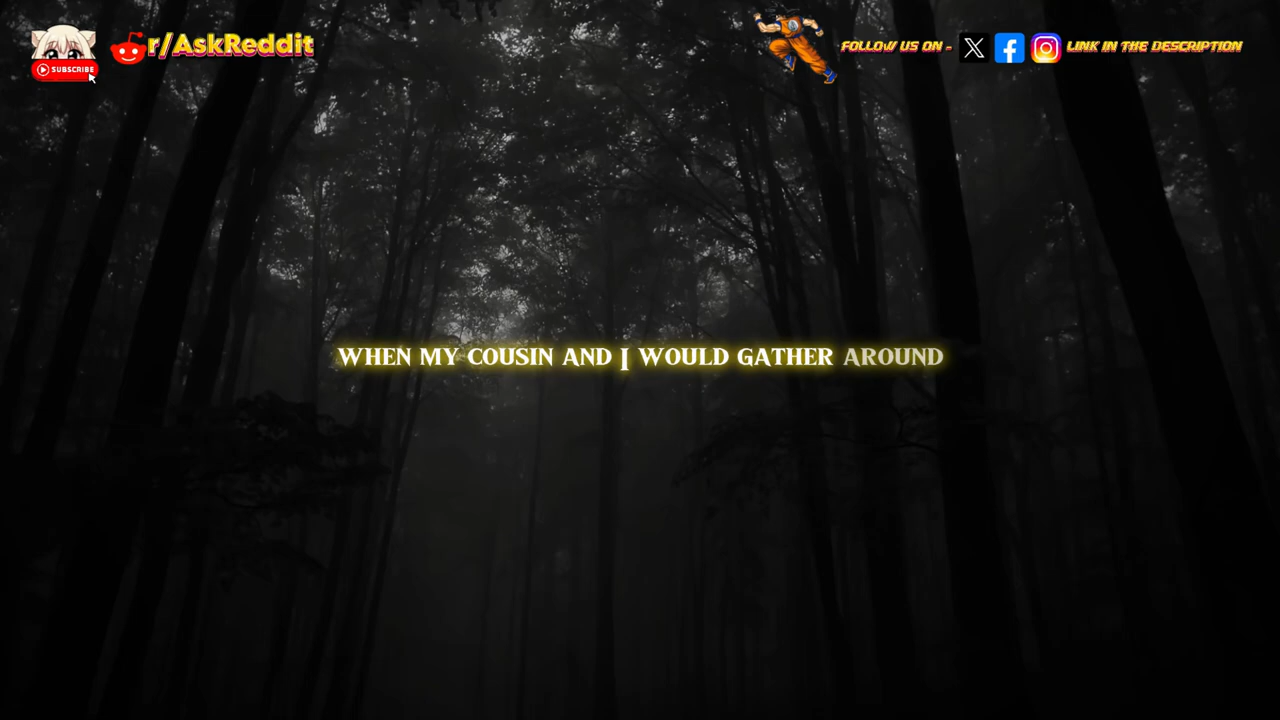 SUBSCRIBE
r/AskReddit
FOLLOW US ON -
LINK IN THE DESCRIPTION
WHEN MY COUSIN AND I WOULD GATHER AROUND